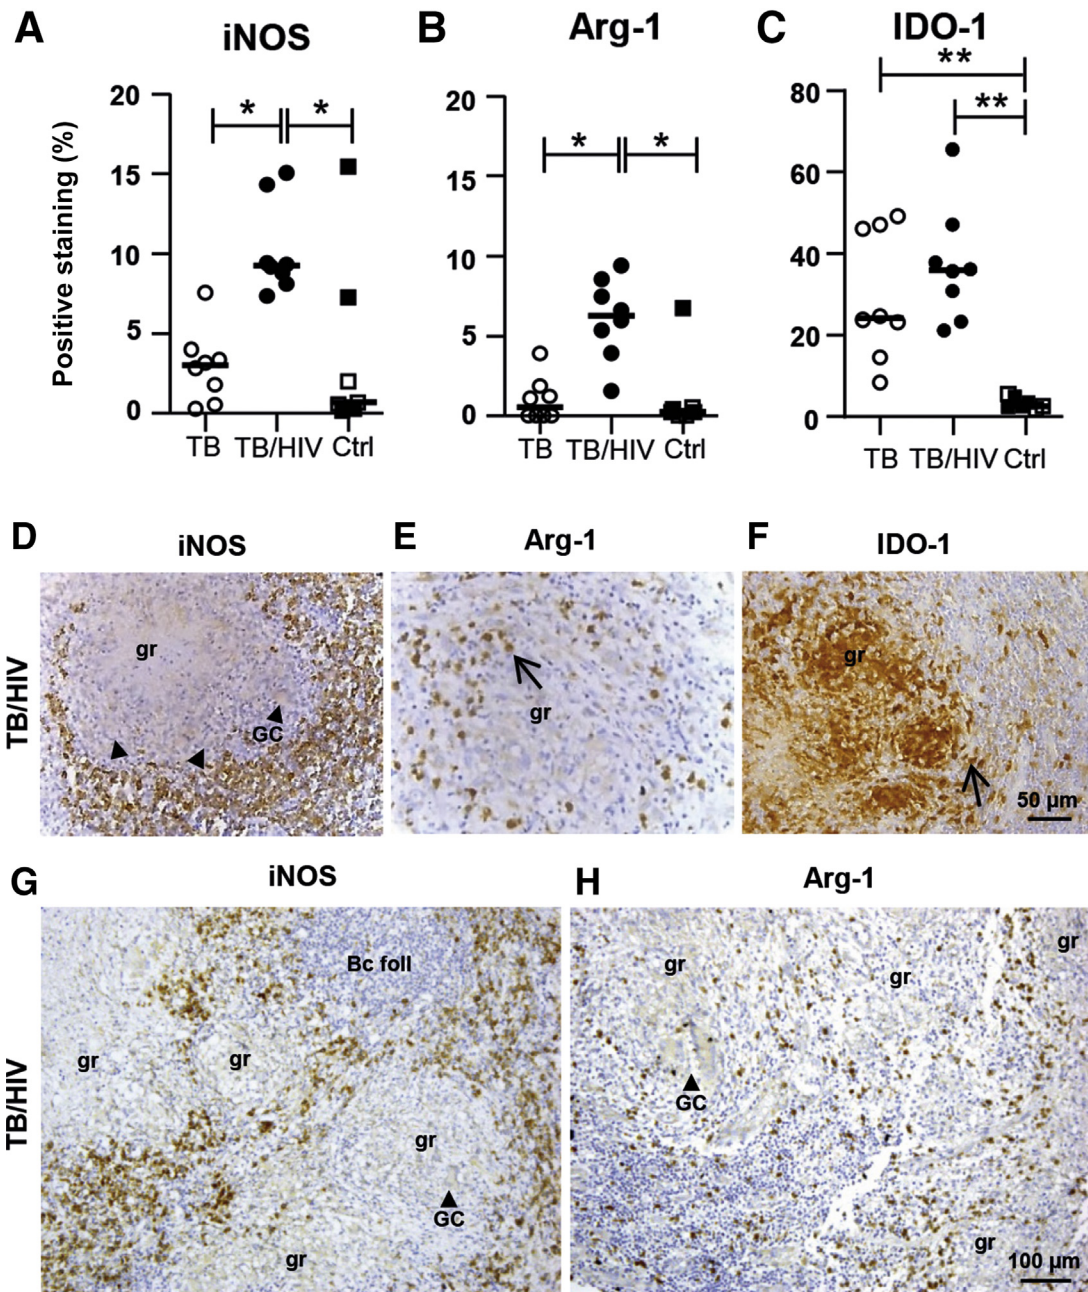 A
iNOS
B
Arg-1
C
IDO-1
Positive staining (%)
20
15
10
5
0
*
*
TB
TB/HIV
Ctrl
20
15
10
5
0
*
*
TB
TB/HIV
Ctrl
80
60
40
20
0
**
**
TB
TB/HIV
Ctrl
D
iNOS
E
Arg-1
F
IDO-1
TB/HIV
gr
GC
gr
gr
50 µm
G
iNOS
H
Arg-1
TB/HIV
Bc foll
gr
gr
gr
GC
gr
gr
gr
gr
GC
gr
100 µm